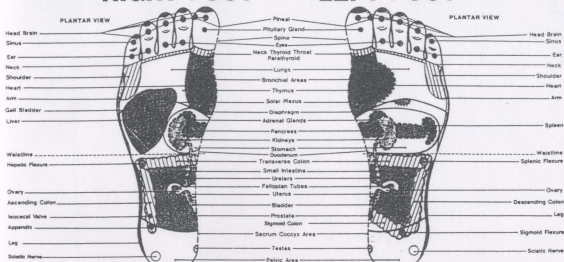 PLANTAR VIEW
Head Brain
Sinus
Ear
Neck
Shoulder
Heart
Arm
Gall Bladder
Liver
Waistline
Hepatic Flexure
Ovary
Ascending Colon
Ieocecal Valve
Appendix
Leg
Sciatic Nerve
Pineal
Pituitary Gland
Spine
Eyes
Neck Thyroid Throat
Parathyroid
Lungs
Bronchial Areas
Thymus
Solar Plexus
Diaphragm
Adrenal Glands
Pancreas
Kidneys
Stomach
Duodenum
Transverse Colon
Small Intestine
Ureters
Fallopian Tubes
Uterus
Bladder
Prostate
Sigmoid Colon
Sacrum Coccyx Area
Testes
Pelvic Area
PLANTAR VIEW
Head Brain
Sinus
Ear
Neck
Shoulder
Heart
Arm
Spleen
Waistline
Splenic Flexure
Ovary
Descending Colon
Leg
Sigmoid Flexure
Sciatic Nerve